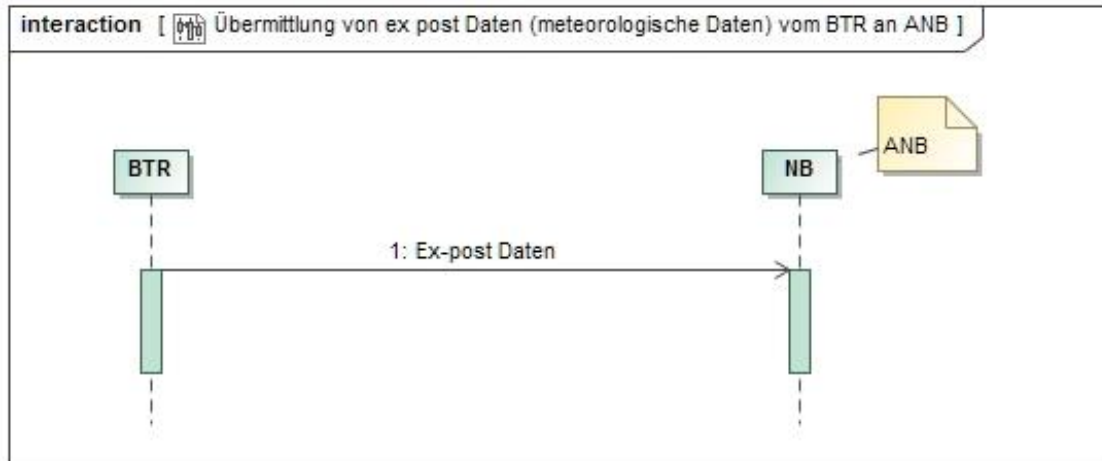 interaction [ Übermittlung von ex post Daten (meteorologische Daten) vom BTR an ANB ]
ANB
BTR
NB
1: Ex-post Daten